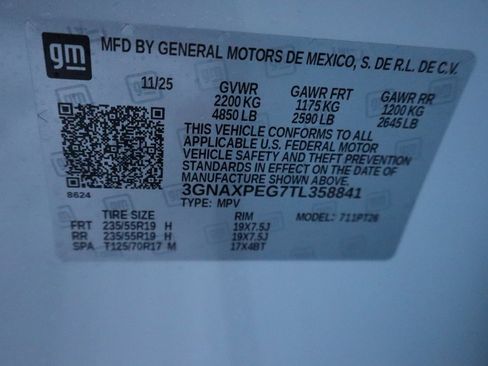 gm
MFD BY GENERAL MOTORS DE MEXICO, S. DE R.L. DE C.V.
11/25 GVWR GAWR FRT GAWR RR
2200 KG 1175 KG 1200 KG
4850 LB 2590 LB 2645 LB
THIS VEHICLE CONFORMS TO ALL
APPLICABLE U.S. FEDERAL MOTOR
VEHICLE SAFETY AND THEFT PREVENTION
STANDARDS IN EFFECT ON THE DATE OF
MANUFACTURE SHOWN ABOVE.
8624 3GNAXPEG7TL358841
TYPE: MPV MODEL: 711PT26
TIRE SIZE RIM
FRT 235/55R19 H 19X7.5J
RR 235/55R19 H 19X7.5J
SPA T125/70R17 M 17X4BT